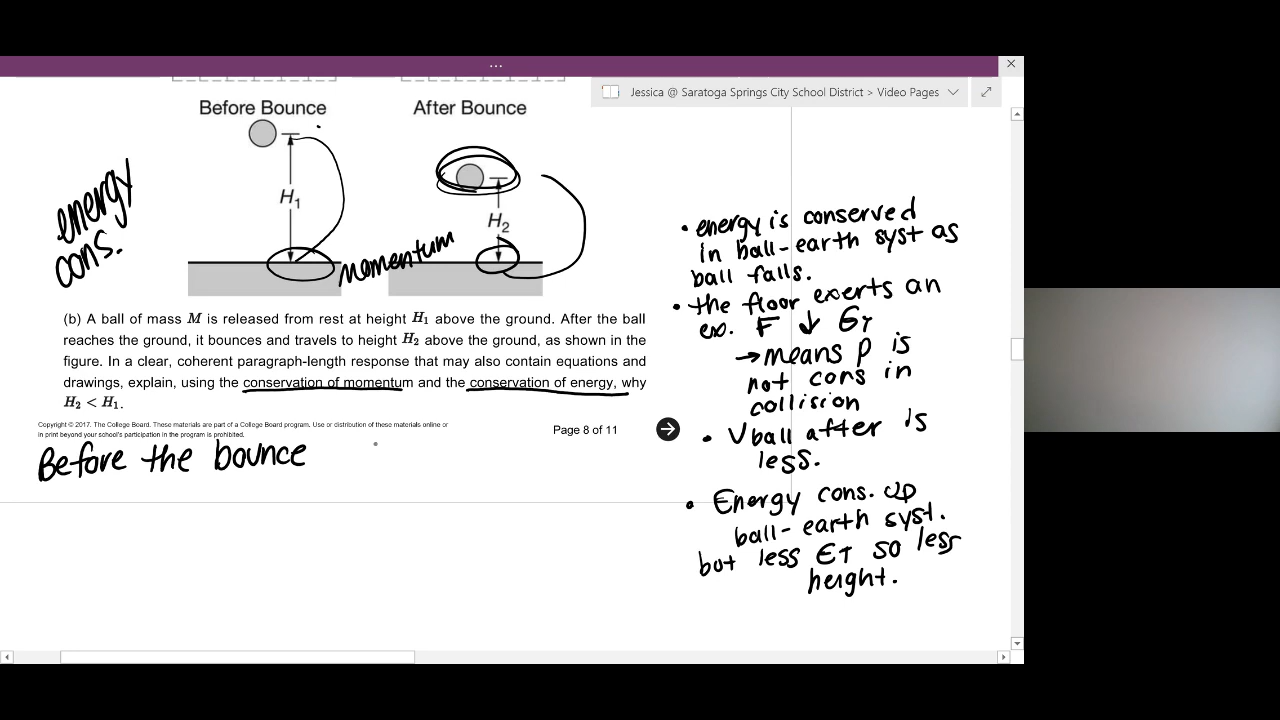 Jessica @ Saratoga Springs City School District > Video Pages
Before Bounce
After Bounce
H₁
H₂
energy
cons.
momentum
(b) A ball of mass M is released from rest at height H₁ above the ground. After the ball
reaches the ground, it bounces and travels to height H₂ above the ground, as shown in the
figure. In a clear, coherent paragraph-length response that may also contain equations and
drawings, explain, using the conservation of momentum and the conservation of energy, why
H₂ < H₁.
Copyright © 2017. The College Board. These materials are part of a College Board program. Use or distribution of these materials online or
in print beyond your school's participation in the program is prohibited.
Page 8 of 11
Before the bounce
• energy is conserved
in ball-earth syst as
ball falls.
• the floor exerts an
ex. F ↓ ET
→ means p is
not cons in
collision
• Vball after is
less.
• Energy cons. up
ball-earth syst.
but less ET so less
height.